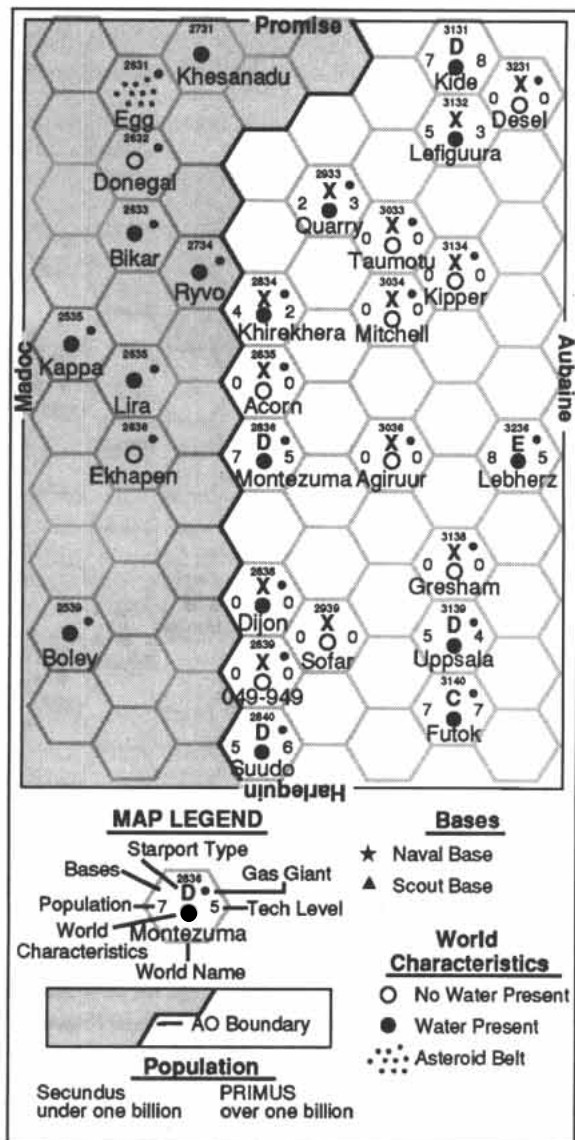 Promise
Madoc
Aubaine
Harlequin
2731
Khesanadu
2631
Egg
2632
Donegal
2633
Bikar
2734
Ryvo
2535
Kappa
2635
Lira
2636
Ekhapen
2539
Boley
3131
D
7 8
Kide
3231
X
0 0
Desel
3132
X
5 3
Lefiguura
2933
X
2 3
Quarry
3033
X
0 0
Taumotu
3134
X
0 0
Kipper
2834
X
4 2
Khirekhera
3034
X
0 0
Mitchell
2835
X
0 0
Acorn
2836
D
7 5
Montezuma
3036
X
0 0
Agiruur
3236
E
8 5
Lebherz
3138
X
0 0
Gresham
2838
X
0 0
Dijon
2939
X
0 0
Sofar
3139
D
5 4
Uppsala
2839
X
0 0
049-949
3140
C
7 7
Futok
2840
D
5 6
Suudo
MAP LEGEND
Starport Type
Bases
2836
D
Gas Giant
Population
7 5
Tech Level
World
Characteristics
Montezuma
World Name
AO Boundary
Population
Secundus
under one billion
PRIMUS
over one billion
Bases
Naval Base
Scout Base
World
Characteristics
No Water Present
Water Present
Asteroid Belt